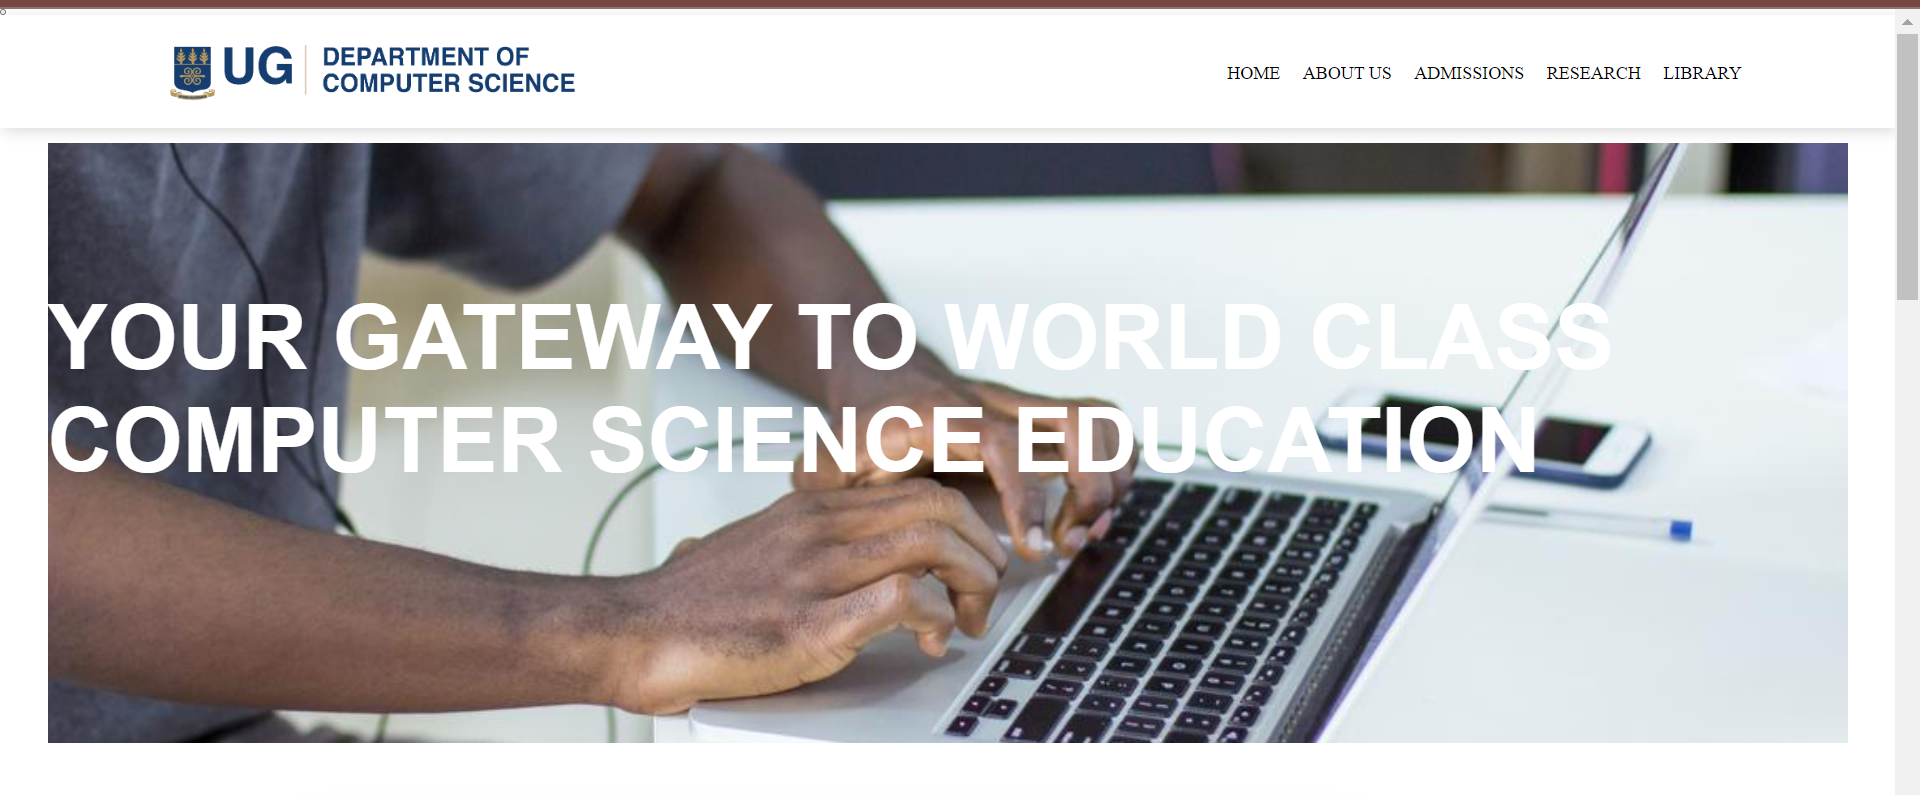 UG
DEPARTMENT OF
COMPUTER SCIENCE
HOME ABOUT US ADMISSIONS RESEARCH LIBRARY
YOUR GATEWAY TO WORLD CLASS
COMPUTER SCIENCE EDUCATION